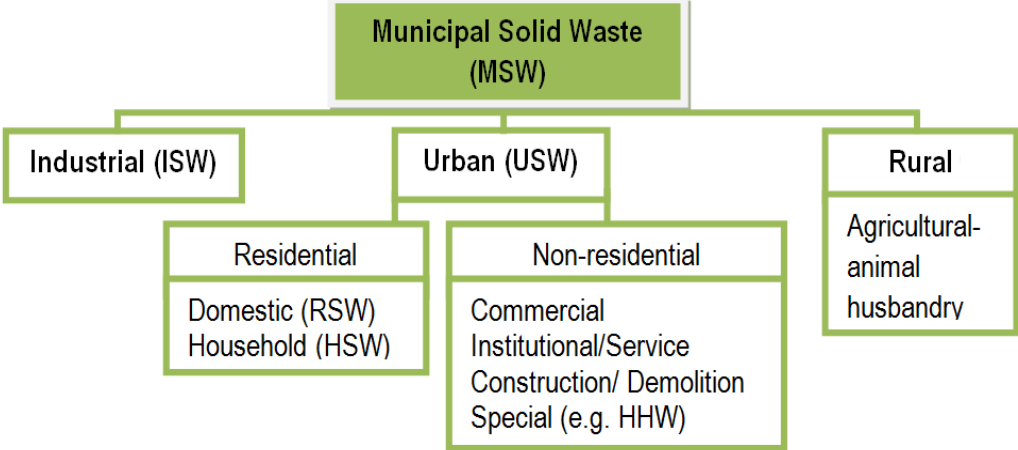 Municipal Solid Waste
(MSW)
Industrial (ISW)
Urban (USW)
Rural
Residential
Domestic (RSW)
Household (HSW)
Non-residential
Commercial
Institutional/Service
Construction/ Demolition
Special (e.g. HHW)
Agricultural-
animal
husbandry